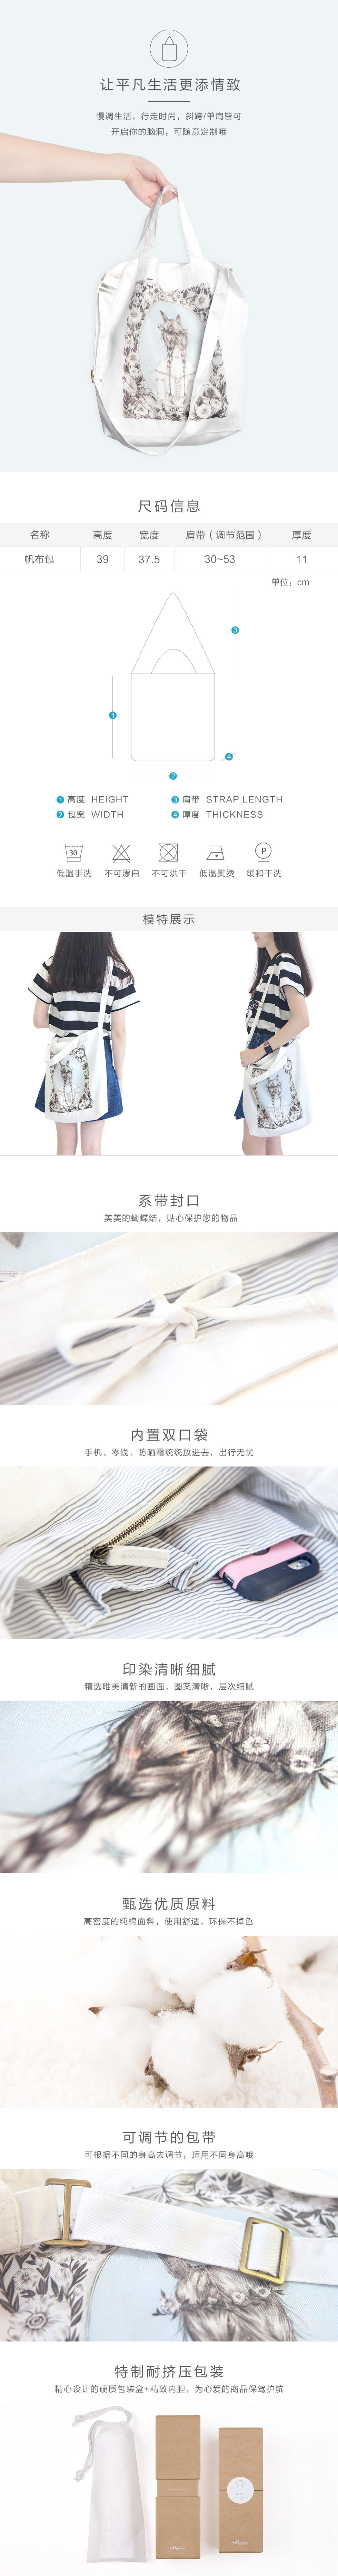 让平凡生活更添情致
慢调生活，行走时尚，斜跨/单肩皆可
开启你的脑洞，可随意定制哦
尺码信息
名称 高度 宽度 肩带（调节范围） 厚度
帆布包 39 37.5 30~53 11
单位：cm
3
1
4
2
1 高度 HEIGHT 3 肩带 STRAP LENGTH
2 包宽 WIDTH 4 厚度 THICKNESS
30 P
低温手洗 不可漂白 不可烘干 低温熨烫 缓和干洗
模特展示
系带封口
美美的蝴蝶结，贴心保护您的物品
内置双口袋
手机、零钱、防晒霜统统放进去，出行无忧
印染清晰细腻
精选唯美清新的画面，图案清晰，层次细腻
甄选优质原料
高密度的纯棉面料，使用舒适，环保不掉色
可调节的包带
可根据不同的身高去调节，适用不同身高哦
特制耐挤压包装
精心设计的硬质包装盒+精致内胆，为心爱的商品保驾护航